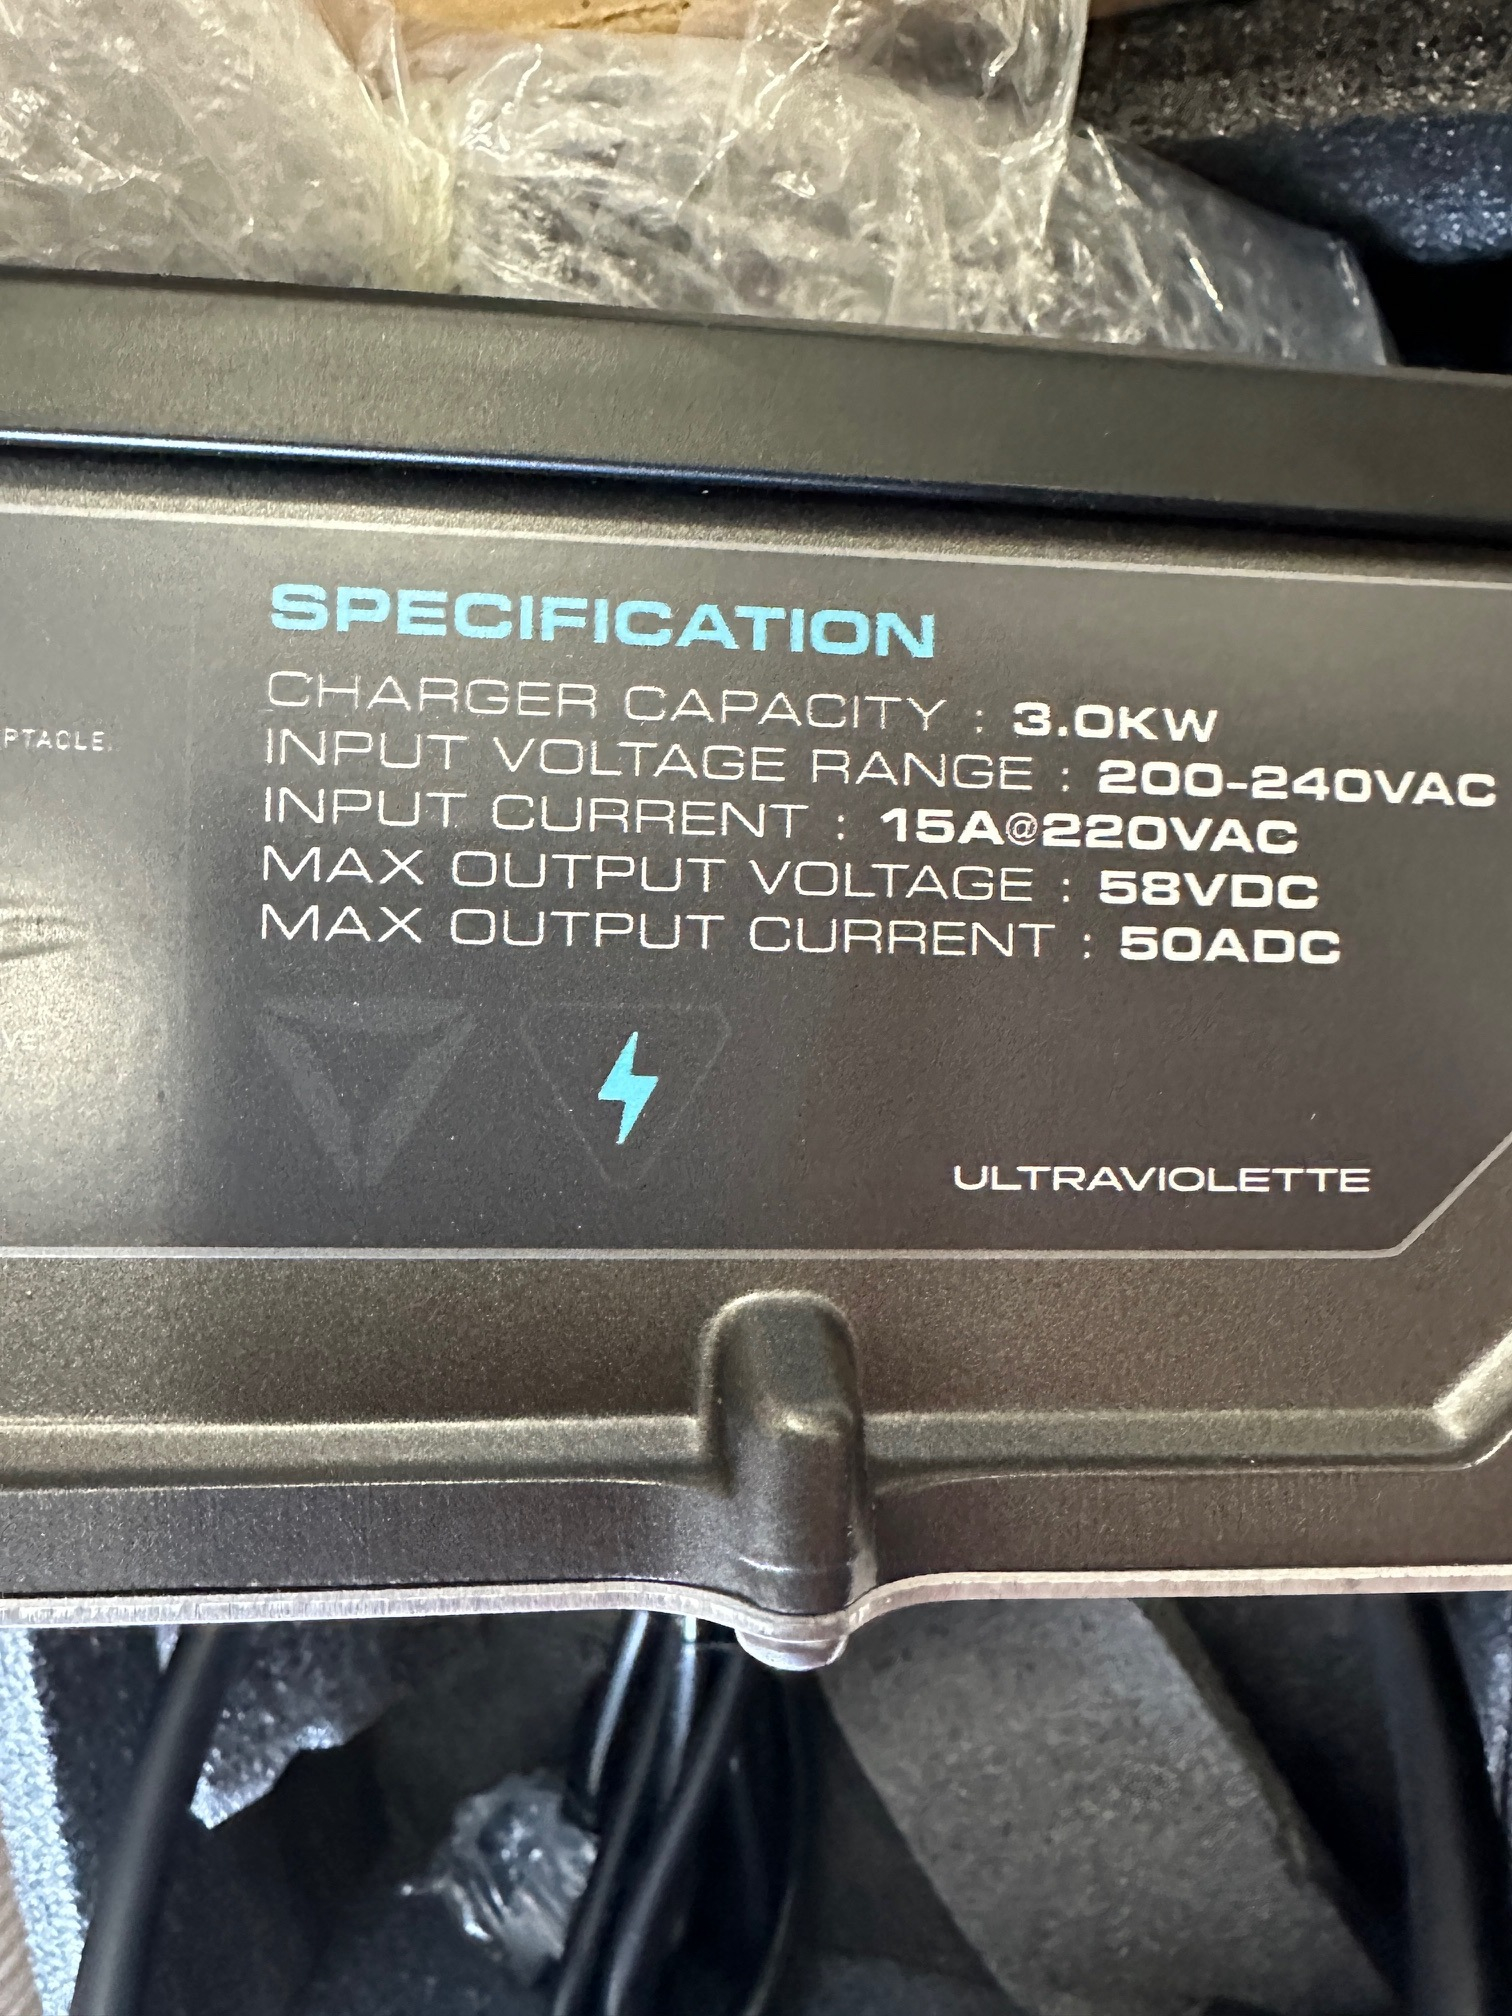 SPECIFICATION
CHARGER CAPACITY : 3.0KW
PTACLE.
INPUT VOLTAGE RANGE : 200-240VAC
INPUT CURRENT : 15A@220VAC
MAX OUTPUT VOLTAGE : 58VDC
MAX OUTPUT CURRENT : 50ADC
ULTRAVIOLETTE